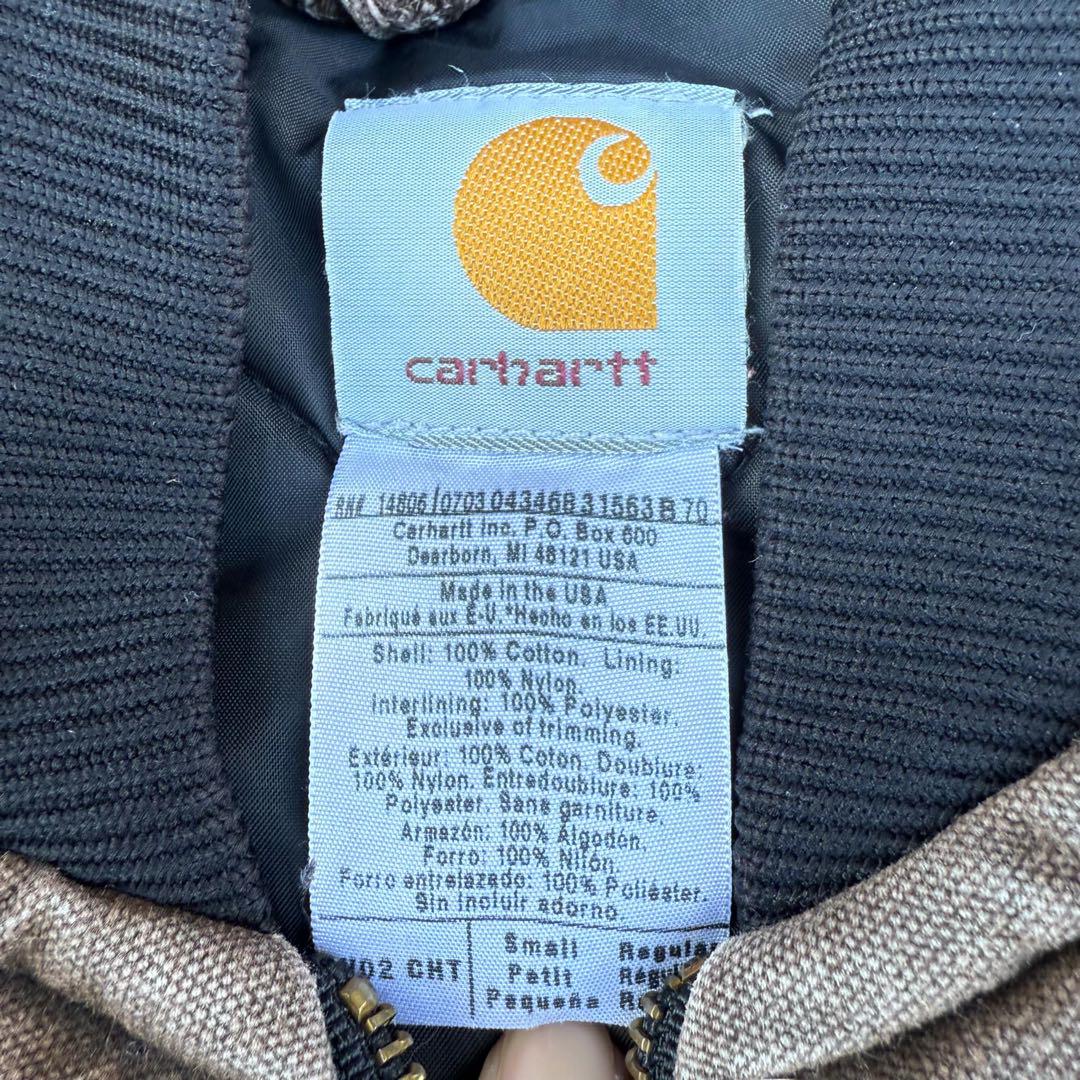 carhartt
RN# 14806/0703 04346B31563B 70
Carhartt Inc, P.O. Box 600
Dearborn, MI 48121 USA
Made in the USA
Fabriqué aux É-U.*Hecho en los EE.UU.
Shell: 100% Cotton. Lining:
100% Nylon.
Interlining: 100% Polyester.
Exclusive of trimming.
Extérieur: 100% Coton. Doublure:
100% Nylon. Entredoublure: 100%
Polyester. Sans garniture.
Armazón: 100% Algodón.
Forro: 100% Nilón.
Forro entrelazado: 100% Poliéster.
Sin incluir adorno
CHT
Small Regular
Petit
Pequeña